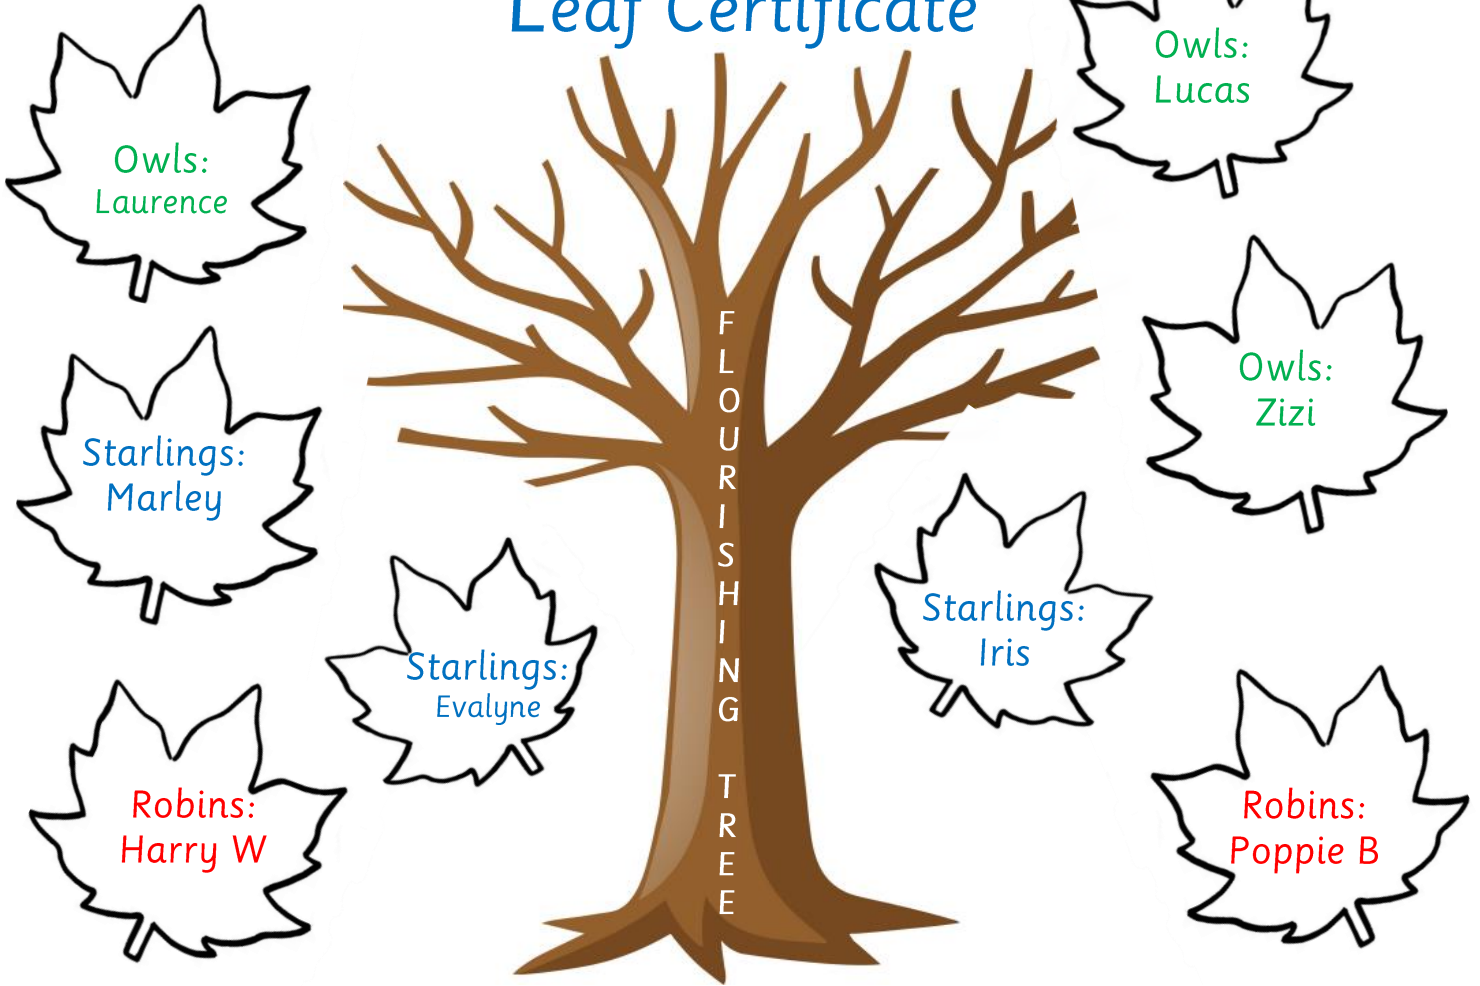 Leaf Certificate
Owls:
Lucas
Owls:
Laurence
Owls:
Zizi
Starlings:
Marley
Starlings:
Iris
Starlings:
Evalyne
Robins:
Harry W
Robins:
Poppie B
FLOURISHING TREE